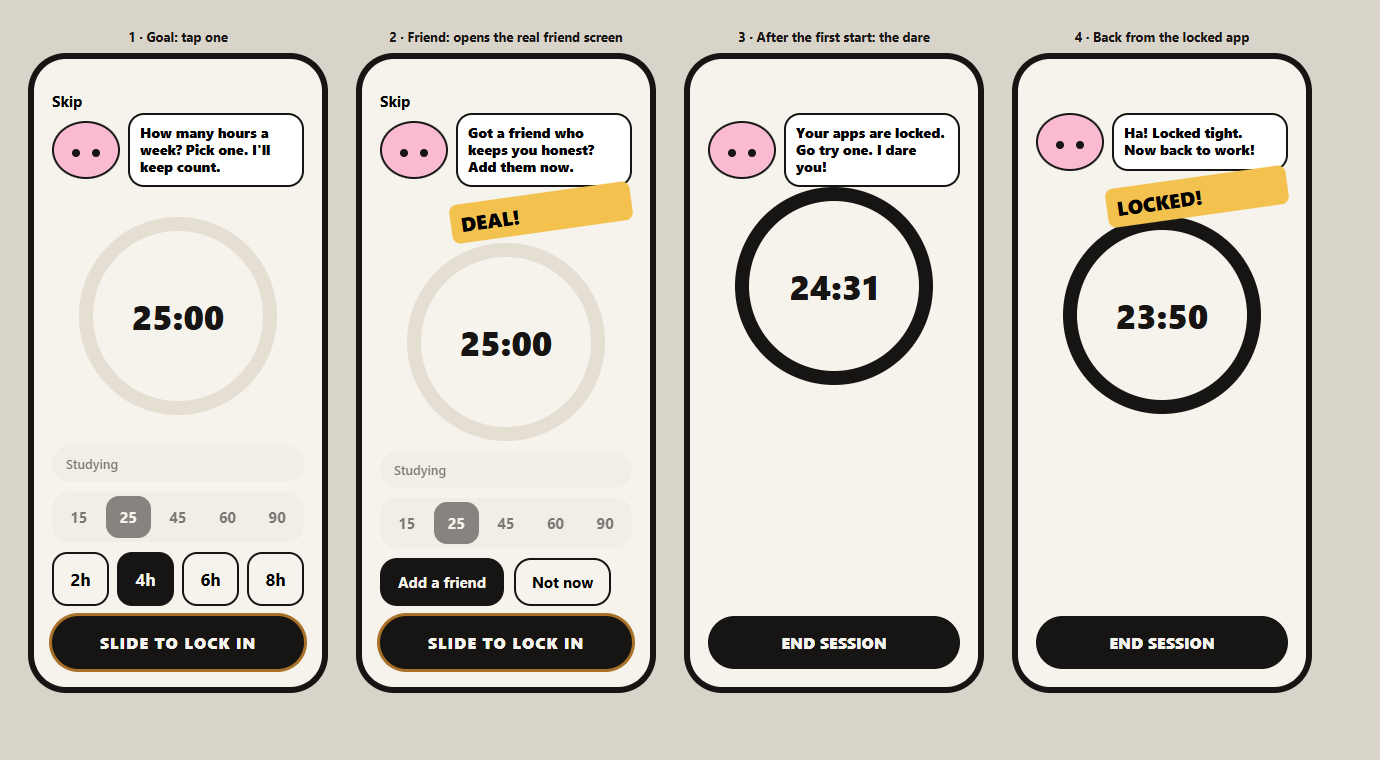 1 · Goal: tap one
Skip
How many hours a
week? Pick one. I'll
keep count.
25:00
Studying
15 25 45 60 90
2h 4h 6h 8h
SLIDE TO LOCK IN
2 · Friend: opens the real friend screen
Skip
Got a friend who
keeps you honest?
Add them now.
DEAL!
25:00
Studying
15 25 45 60 90
Add a friend Not now
SLIDE TO LOCK IN
3 · After the first start: the dare
Your apps are locked.
Go try one. I dare
you!
24:31
END SESSION
4 · Back from the locked app
Ha! Locked tight.
Now back to work!
LOCKED!
23:50
END SESSION